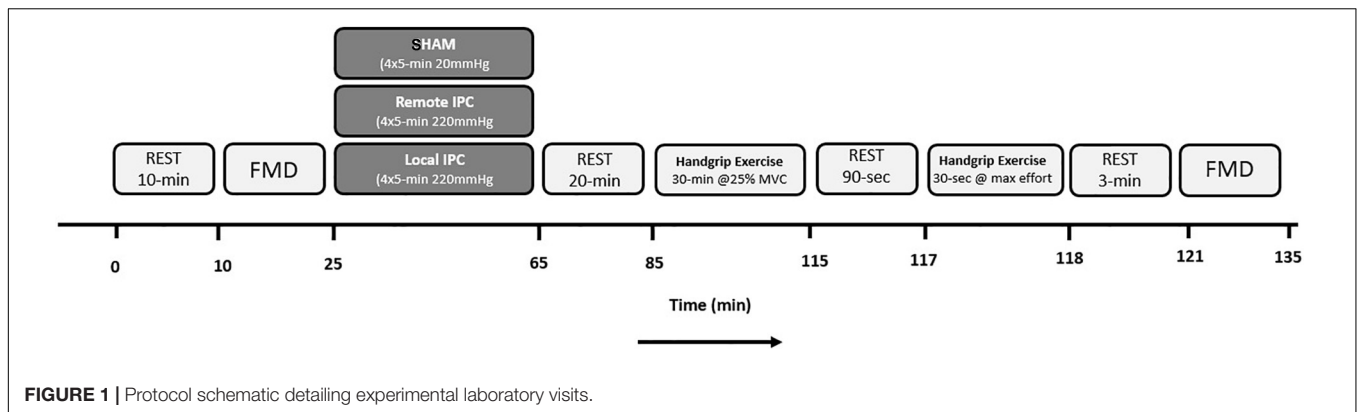 SHAM
(4x5-min 20mmHg
Remote IPC
(4x5-min 220mmHg
Local IPC
(4x5-min 220mmHg
REST
10-min
FMD
REST
20-min
Handgrip Exercise
30-min @25% MVC
REST
90-sec
Handgrip Exercise
30-sec @ max effort
REST
3-min
FMD
0
10
25
65
85
115
117
118
121
135
Time (min)
FIGURE 1 | Protocol schematic detailing experimental laboratory visits.